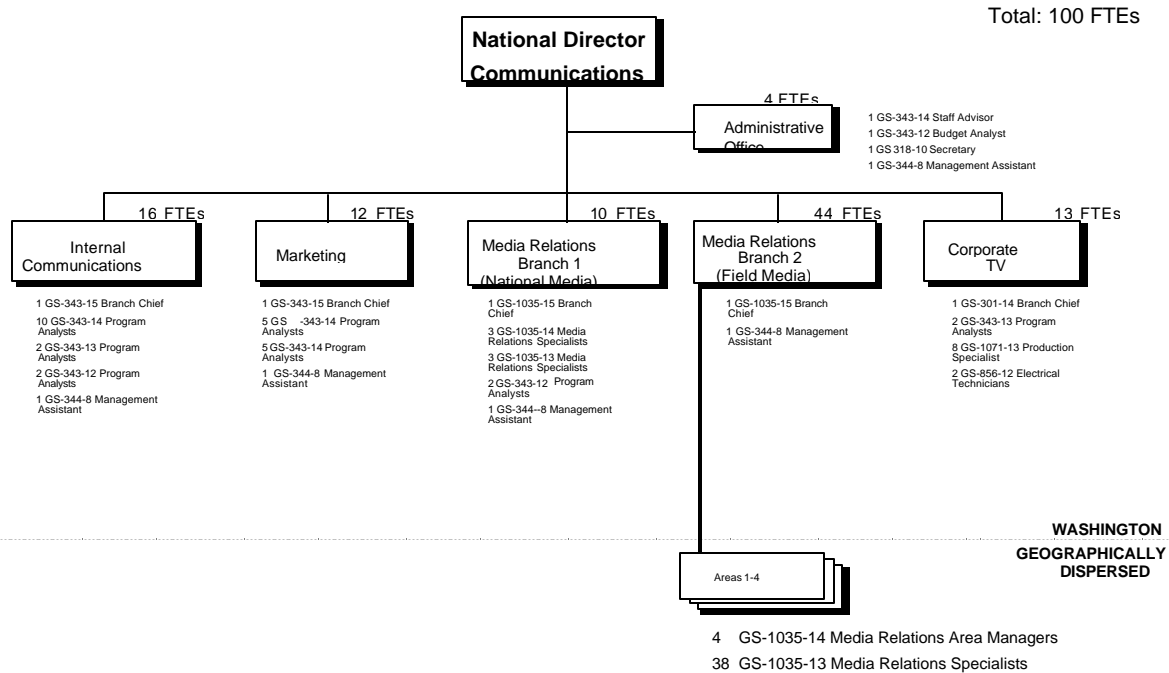 Total: 100 FTEs
National Director
Communications
4 FTEs
Administrative
Office
1 GS-343-14 Staff Advisor
1 GS-343-12 Budget Analyst
1 GS 318-10 Secretary
1 GS-344-8 Management Assistant
16 FTEs
Internal
Communications
1 GS-343-15 Branch Chief
10 GS-343-14 Program
Analysts
2 GS-343-13 Program
Analysts
2 GS-343-12 Program
Analysts
1 GS-344-8 Management
Assistant
12 FTEs
Marketing
1 GS-343-15 Branch Chief
5 GS -343-14 Program
Analysts
5 GS-343-14 Program
Analysts
1 GS-344-8 Management
Assistant
10 FTEs
Media Relations
Branch 1
(National Media)
1 GS-1035-15 Branch
Chief
3 GS-1035-14 Media
Relations Specialists
3 GS-1035-13 Media
Relations Specialists
2 GS-343-12 Program
Analysts
1 GS-344--8 Management
Assistant
44 FTEs
Media Relations
Branch 2
(Field Media)
1 GS-1035-15 Branch
Chief
1 GS-344-8 Management
Assistant
13 FTEs
Corporate
TV
1 GS-301-14 Branch Chief
2 GS-343-13 Program
Analysts
8 GS-1071-13 Production
Specialist
2 GS-856-12 Electrical
Technicians
WASHINGTON
GEOGRAPHICALLY
DISPERSED
Areas 1-4
4 GS-1035-14 Media Relations Area Managers
38 GS-1035-13 Media Relations Specialists